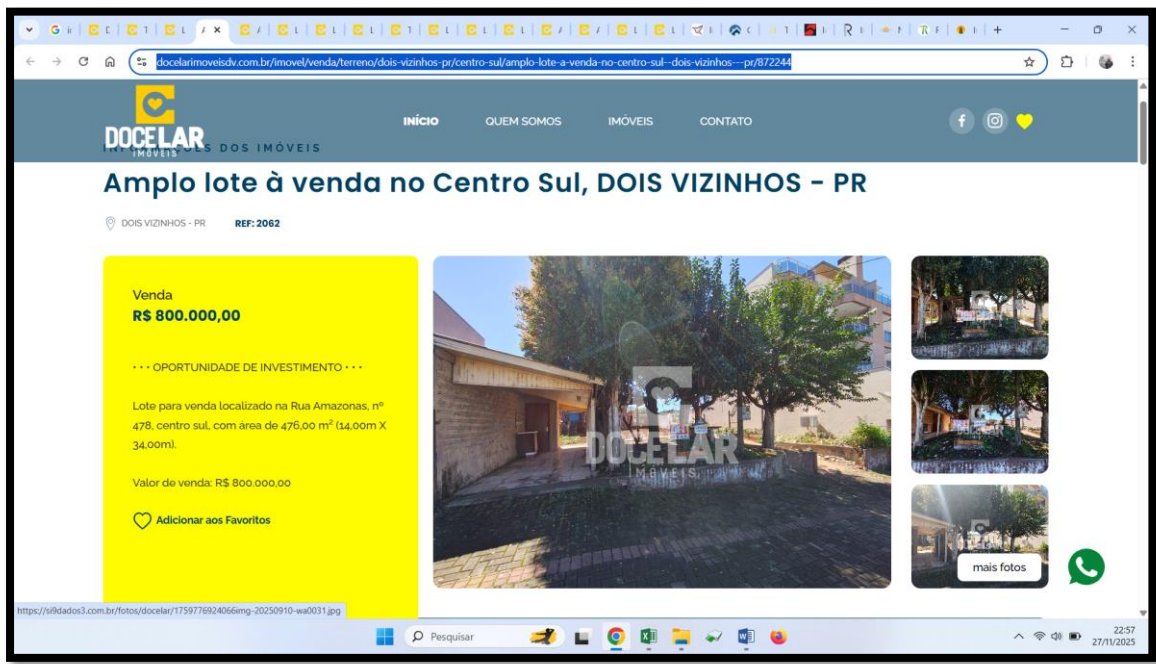 docelarimoveisdv.com.br/imovel/venda/terreno/dois-vizinhos-pr/centro-sul/amplo-lote-a-venda-no-centro-sul--dois-vizinhos---pr/872244
DOCELAR
IMÓVEIS
INÍCIO
QUEM SOMOS
IMÓVEIS
CONTATO
DOS IMÓVEIS
Amplo lote à venda no Centro Sul, DOIS VIZINHOS - PR
DOIS VIZINHOS - PR
REF: 2062
Venda
R$ 800.000,00
• • • OPORTUNIDADE DE INVESTIMENTO • • •
Lote para venda localizado na Rua Amazonas, nº
478, centro sul, com área de 476,00 m² (14,00m X
34,00m).
Valor de venda: R$ 800.000,00
Adicionar aos Favoritos
DOCELAR
IMÓVEIS
mais fotos
https://si9dados3.com.br/fotos/docelar/1759776924066img-20250910-wa0031.jpg
Pesquisar
22:57
27/11/2025